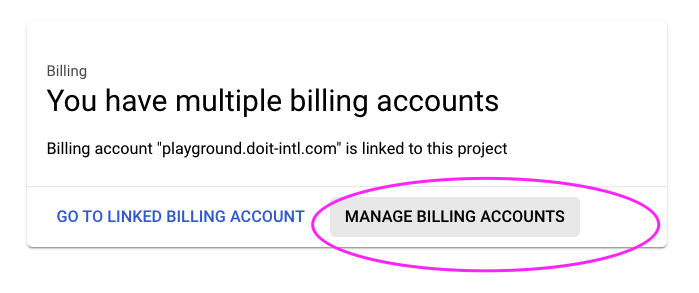 Billing
You have multiple billing accounts
Billing account "playground.doit-intl.com" is linked to this project
GO TO LINKED BILLING ACCOUNT MANAGE BILLING ACCOUNTS